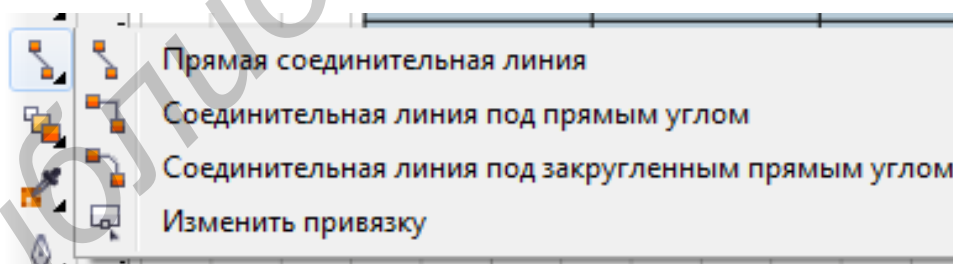 Прямая соединительная линия
Соединительная линия под прямым углом
Соединительная линия под закругленным прямым углом
Изменить привязку